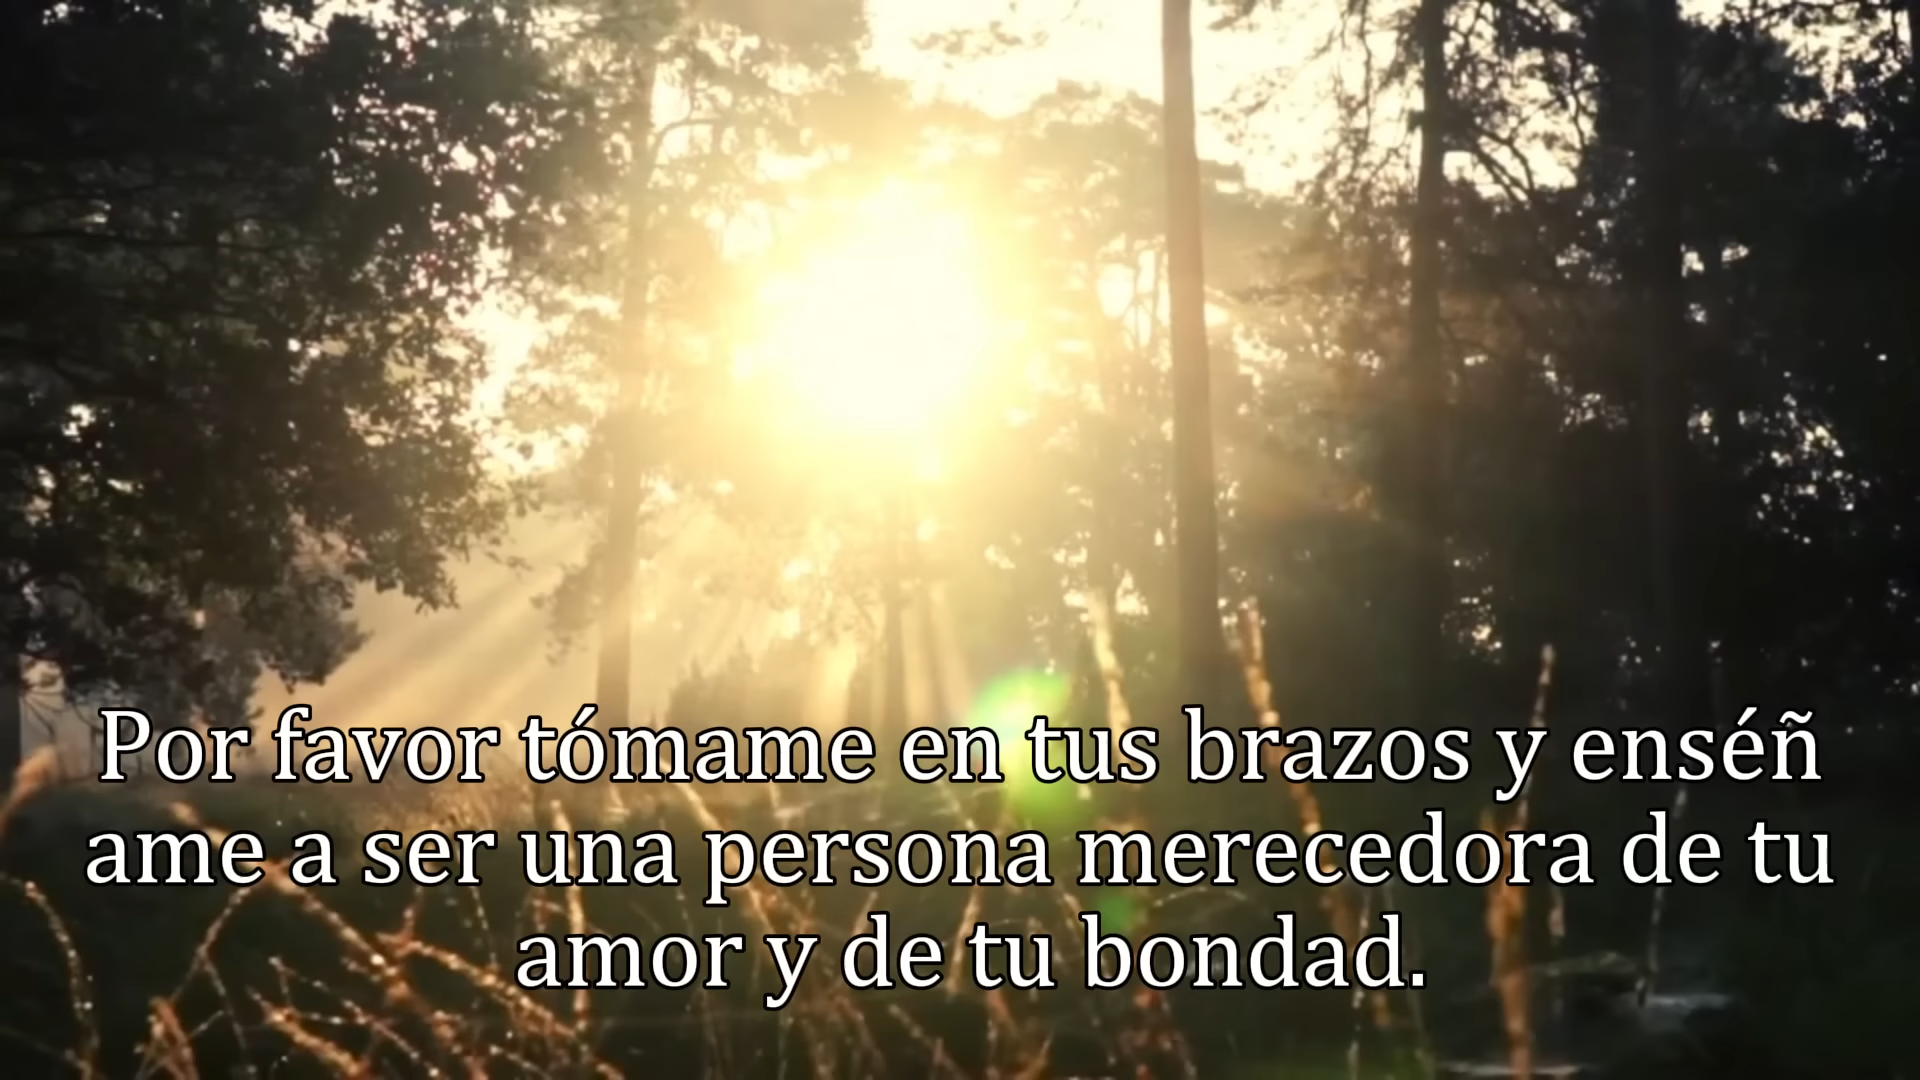 Por favor tómame en tus brazos y enséñ
ame a ser una persona merecedora de tu
amor y de tu bondad.